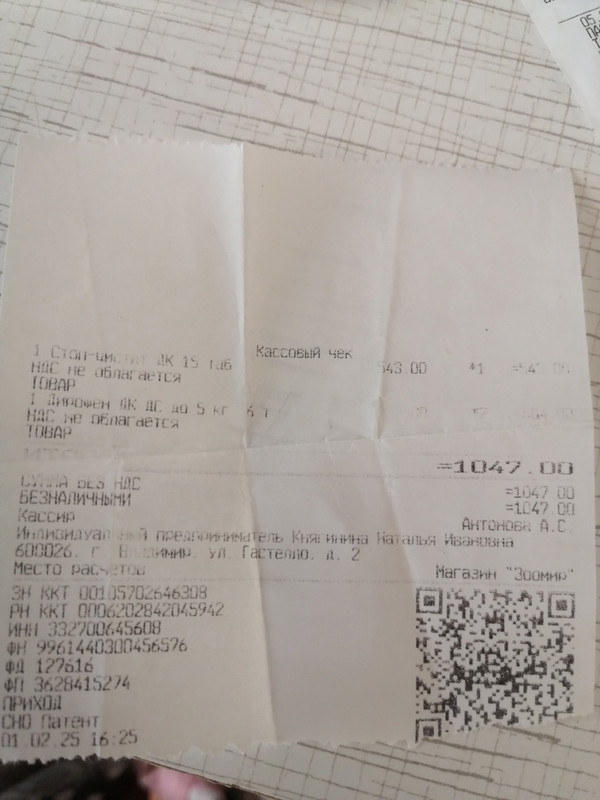 Кассовый чек
1 Стоп-цистит ДК 15 таб 543.00 *1
НДС не облагается
ТОВАР
1 Дирофен ДК ДС до 5 кг 6 т
НДС не облагается
ТОВАР
ИТОГ =1047.00
СУММА БЕЗ НДС =1047.00
БЕЗНАЛИЧНЫМИ =1047.00
Кассир Антонова А.С.
Индивидуальный предприниматель Княгинина Наталья Ивановна
600026. г. Владимир. ул. Гастелло. д. 2
Место расчетов Магазин "Зоомир"
ЗН ККТ 00105702646308
РН ККТ 0006202842045942
ИНН 332700645608
ФН 9961440300456576
ФД 127616
ФП 3628415274
ПРИХОД
СНО Патент
01.02.25 16:25